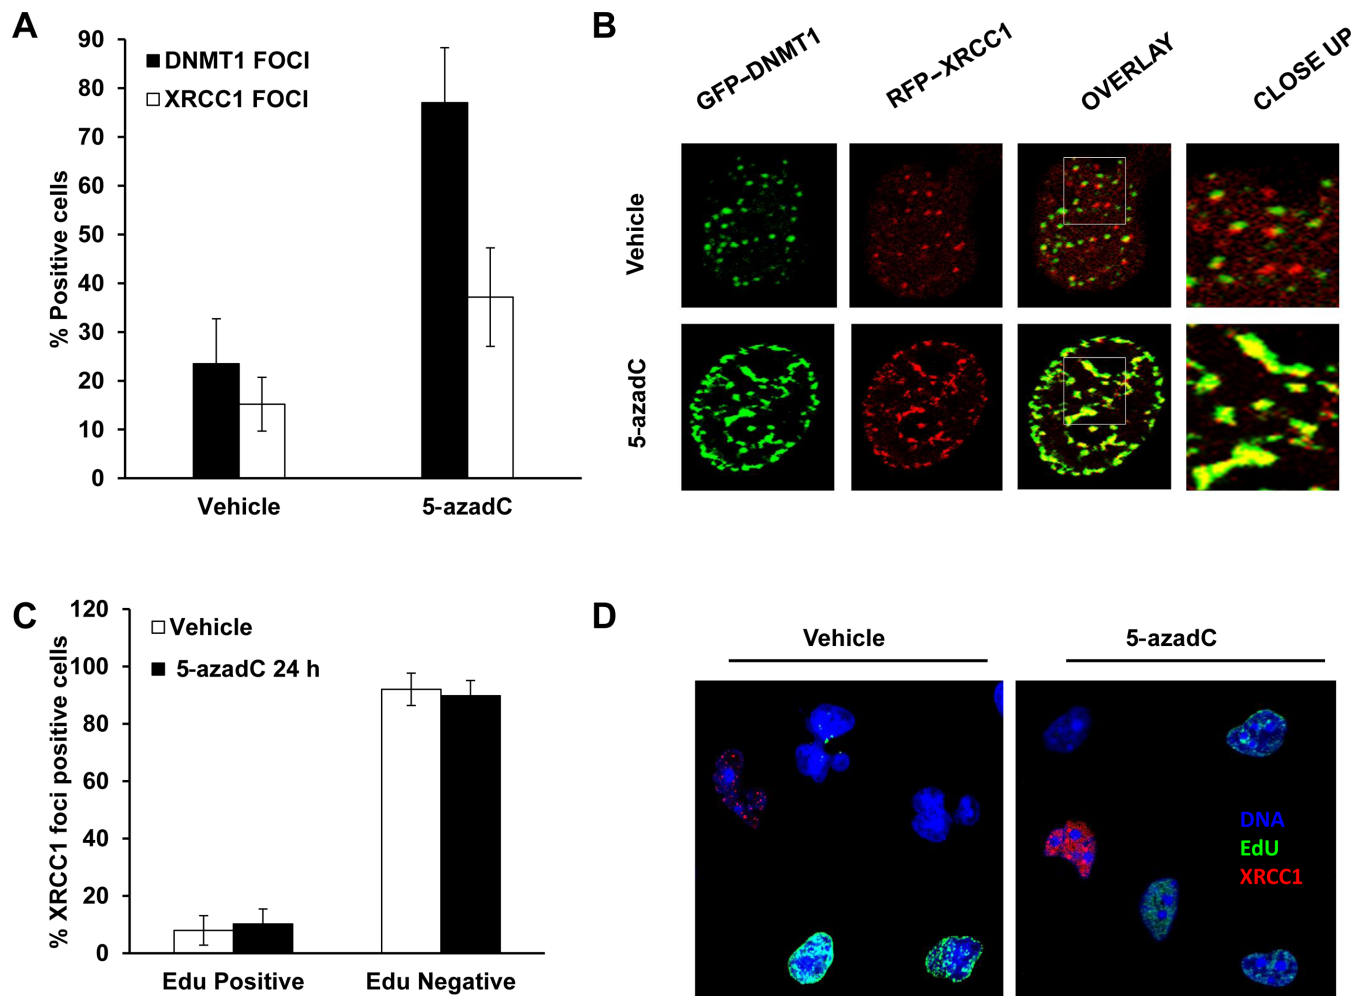 A
90
80
70
60
50
40
30
20
10
0
% Positive cells
DNMT1 FOCI
XRCC1 FOCI
Vehicle
5-azadC
B
GFP-DNMT1
RFP-XRCC1
OVERLAY
CLOSE UP
Vehicle
5-azadC
C
120
100
80
60
40
20
0
% XRCC1 foci positive cells
Vehicle
5-azadC 24 h
Edu Positive
Edu Negative
D
Vehicle
5-azadC
DNA
EdU
XRCC1